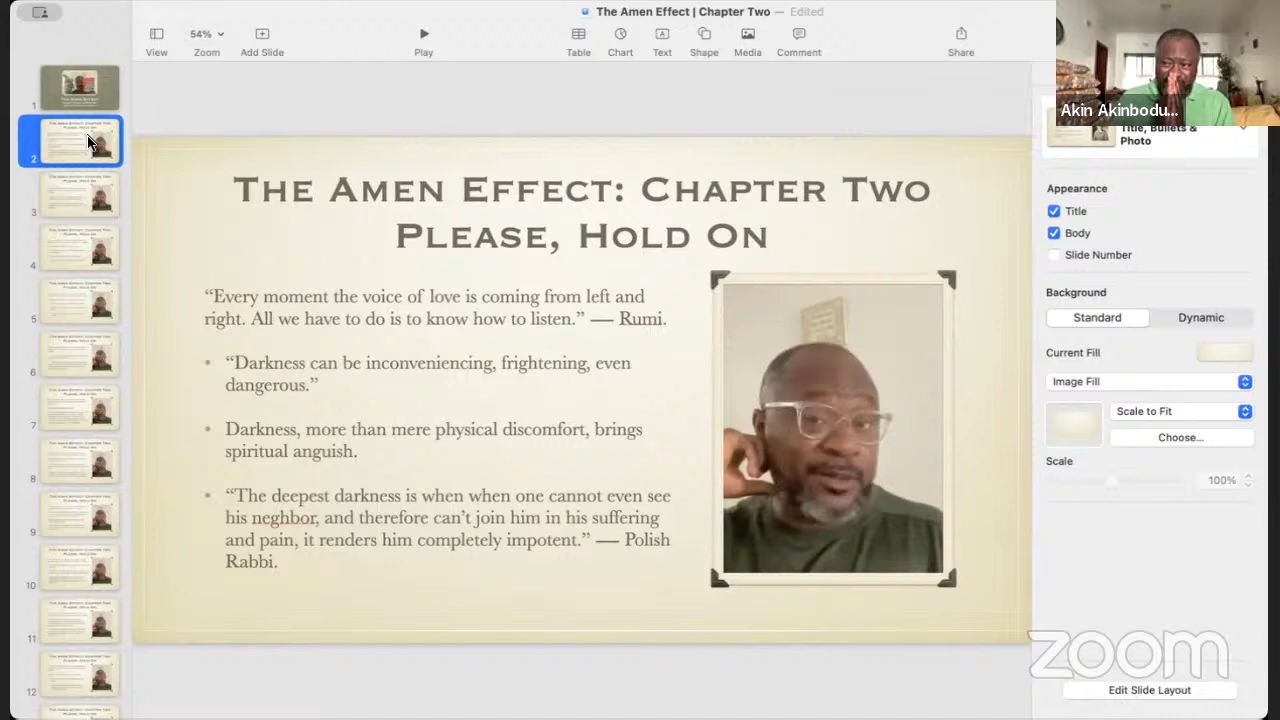 The Amen Effect | Chapter Two — Edited
54%
View
Zoom
Add Slide
Play
Table
Chart
Text
Shape
Media
Comment
Share
Akin Akinbodu...
Title, Bullets &
Photo
1
2
3
4
5
6
7
8
9
10
11
12
The Amen Effect: Chapter Two
Please, Hold On
“Every moment the voice of love is coming from left and
right. All we have to do is to know how to listen.” — Rumi.
• “Darkness can be inconveniencing, frightening, even
dangerous.”
• Darkness, more than mere physical discomfort, brings
spiritual anguish.
• “The deepest darkness is when when one cannot even see
his neghbor, and therefore can’t join him in his suffering
and pain, it renders him completely impotent.” — Polish
Rabbi.
Appearance
Title
Body
Slide Number
Background
Standard
Dynamic
Current Fill
Image Fill
Scale to Fit
Choose...
Scale
100%
zoom
Edit Slide Layout